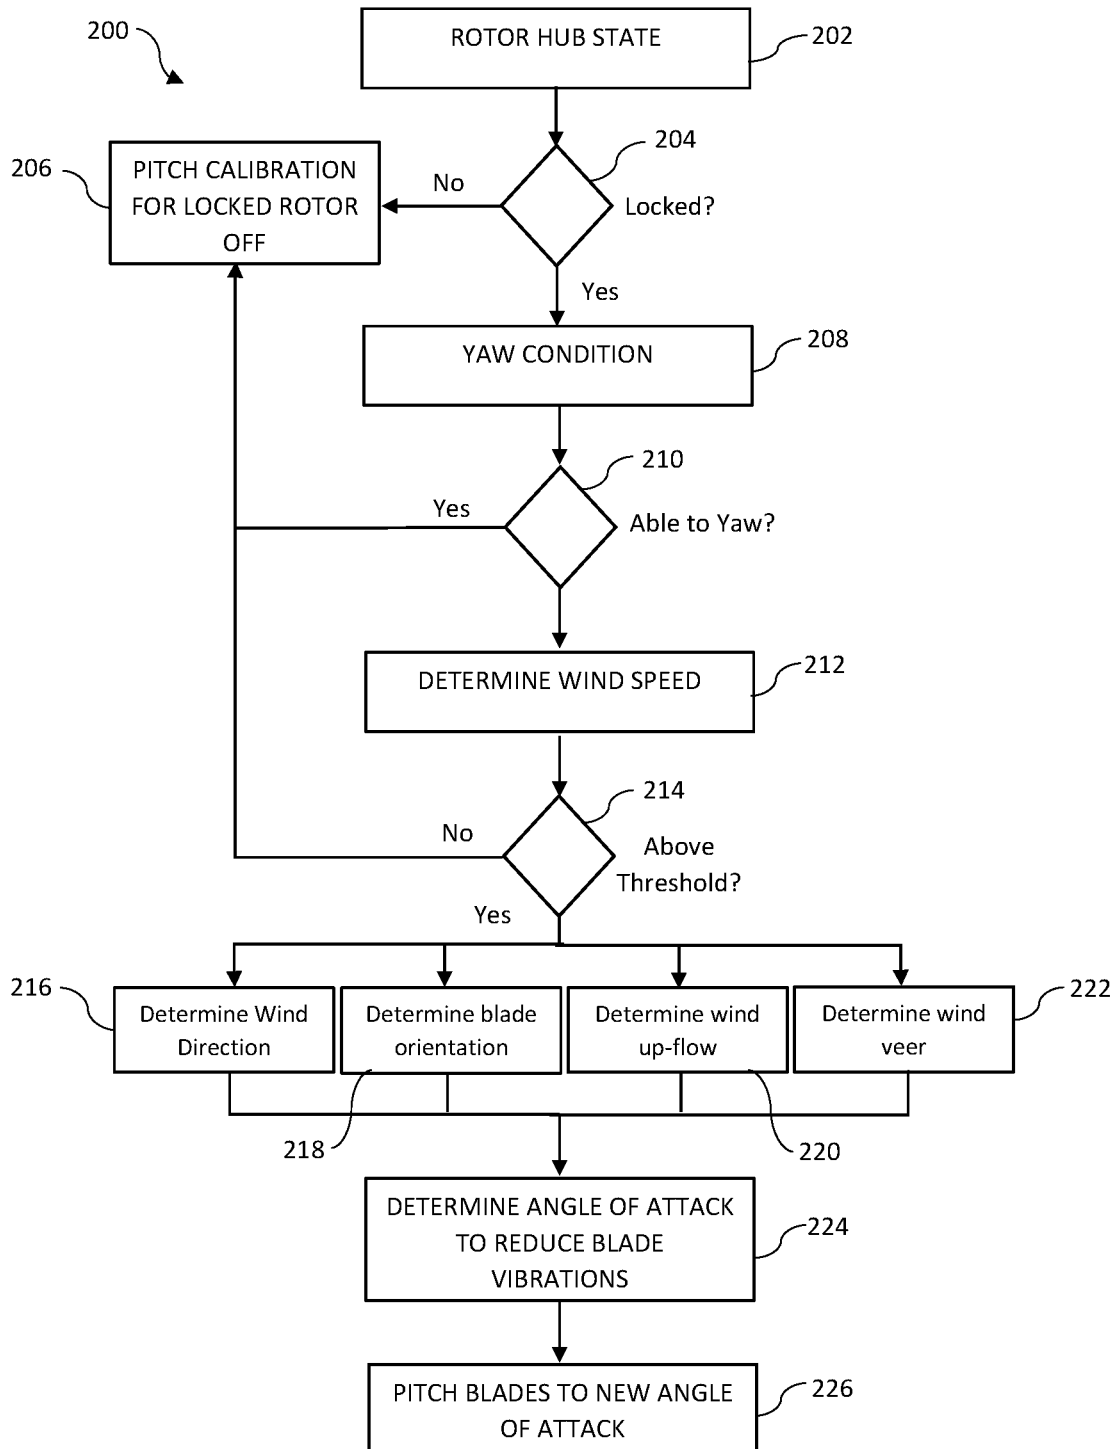 200
ROTOR HUB STATE
202
204
206
PITCH CALIBRATION
FOR LOCKED ROTOR
OFF
No
Locked?
Yes
YAW CONDITION
208
210
Yes
Able to Yaw?
DETERMINE WIND SPEED
212
214
No
Above
Threshold?
Yes
216
Determine Wind
Direction
Determine blade
orientation
Determine wind
up-flow
Determine wind
veer
222
218
220
DETERMINE ANGLE OF ATTACK
TO REDUCE BLADE
VIBRATIONS
224
PITCH BLADES TO NEW ANGLE
OF ATTACK
226